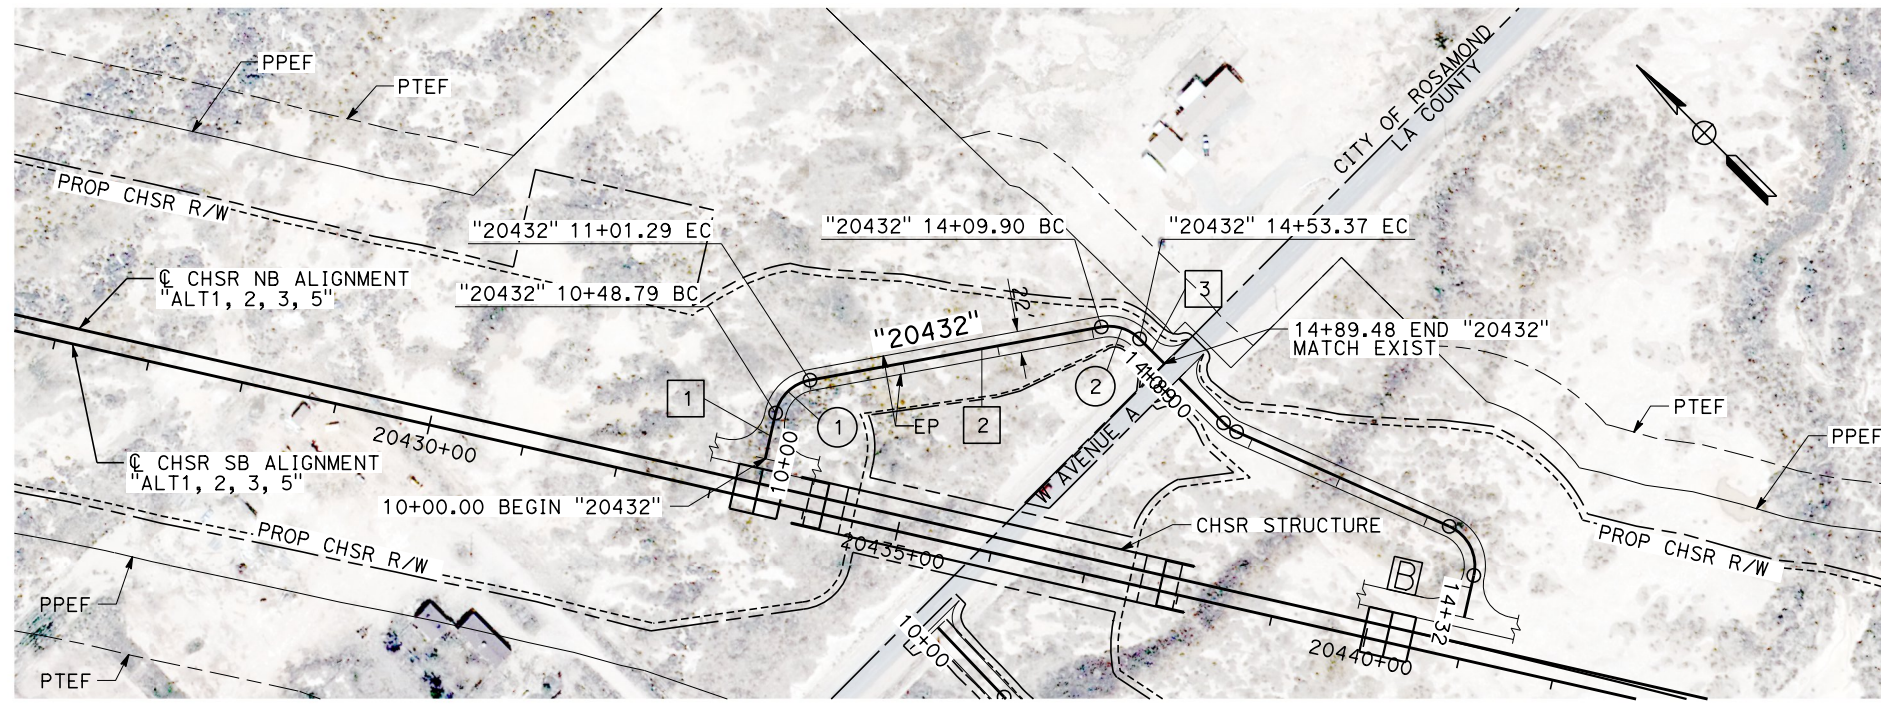 PPEF
PTEF
CITY OF ROSAMOND
LA COUNTY
PROP CHSR R/W
"20432" 11+01.29 EC
"20432" 14+09.90 BC
"20432" 14+53.37 EC
℄ CHSR NB ALIGNMENT
"ALT1, 2, 3, 5"
"20432" 10+48.79 BC
22
3
"20432"
14+89.48 END "20432"
MATCH EXIST
1
2
1
EP
2
PTEF
PPEF
20430+00
10+00
W AVENUE A
℄ CHSR SB ALIGNMENT
"ALT1, 2, 3, 5"
10+00.00 BEGIN "20432"
CHSR STRUCTURE
PROP CHSR R/W
PROP CHSR R/W
20435+00
B
PPEF
14+32
10+00
20440+00
PTEF